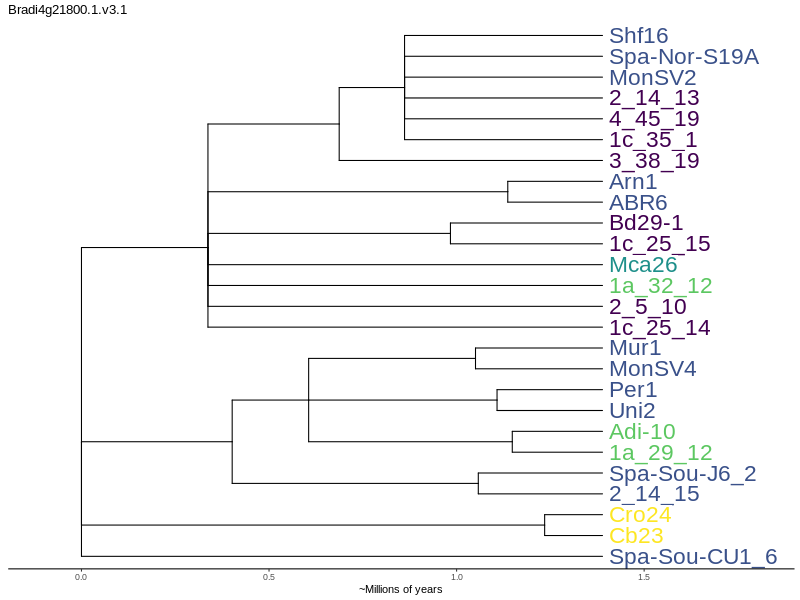 Bradi4g21800.1.v3.1
Shf16
Spa-Nor-S19A
MonSV2
2_14_13
4_45_19
1c_35_1
3_38_19
Arn1
ABR6
Bd29-1
1c_25_15
Mca26
1a_32_12
2_5_10
1c_25_14
Mur1
MonSV4
Per1
Uni2
Adi-10
1a_29_12
Spa-Sou-J6_2
2_14_15
Cro24
Cb23
Spa-Sou-CU1_6
0.0 0.5 1.0 1.5
~Millions of years